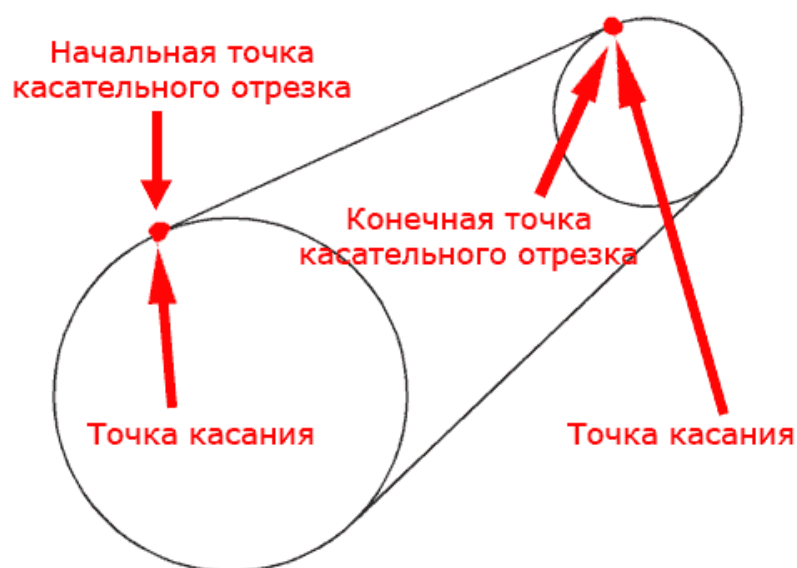 Начальная точка
касательного отрезка
Конечная точка
касательного отрезка
Точка касания
Точка касания